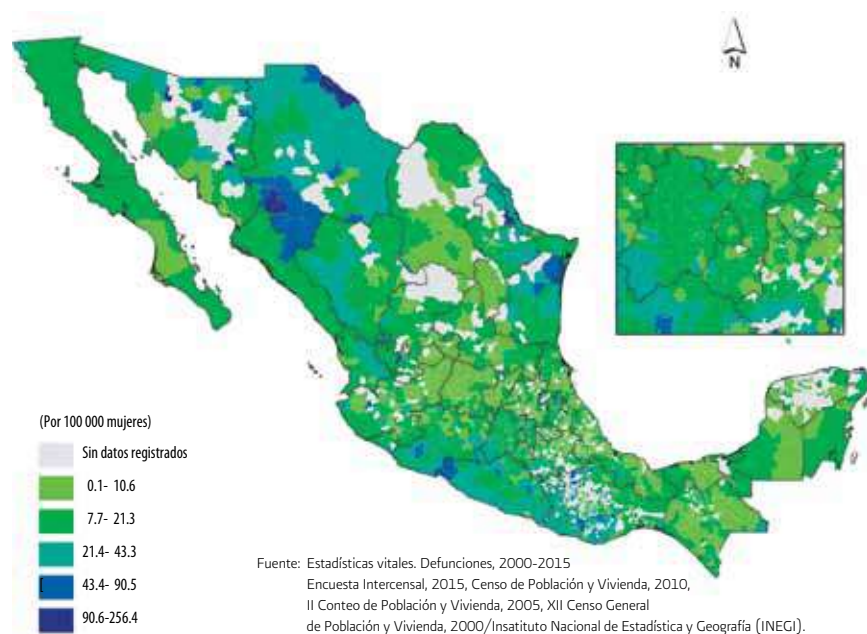 N
(Por 100 000 mujeres)
Sin datos registrados
0.1- 10.6
7.7- 21.3
21.4- 43.3
43.4- 90.5
90.6-256.4
Fuente: Estadísticas vitales. Defunciones, 2000-2015
Encuesta Intercensal, 2015, Censo de Población y Vivienda, 2010,
II Conteo de Población y Vivienda, 2005, XII Censo General
de Población y Vivienda, 2000/Insatituto Nacional de Estadística y Geografía (INEGI).